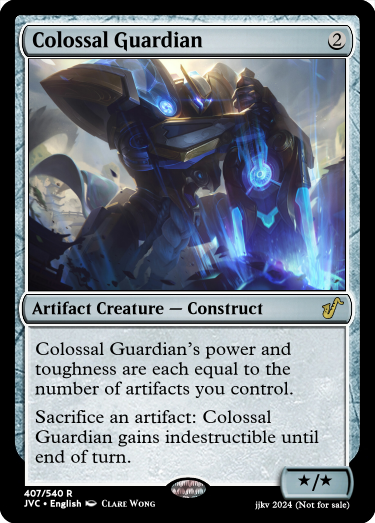 Colossal Guardian 2
Artifact Creature — Construct
Colossal Guardian's power and
toughness are each equal to the
number of artifacts you control.
Sacrifice an artifact: Colossal
Guardian gains indestructible until
end of turn.
★/★
407/540 R
JVC • English Clare Wong
jjkv 2024 (Not for sale)